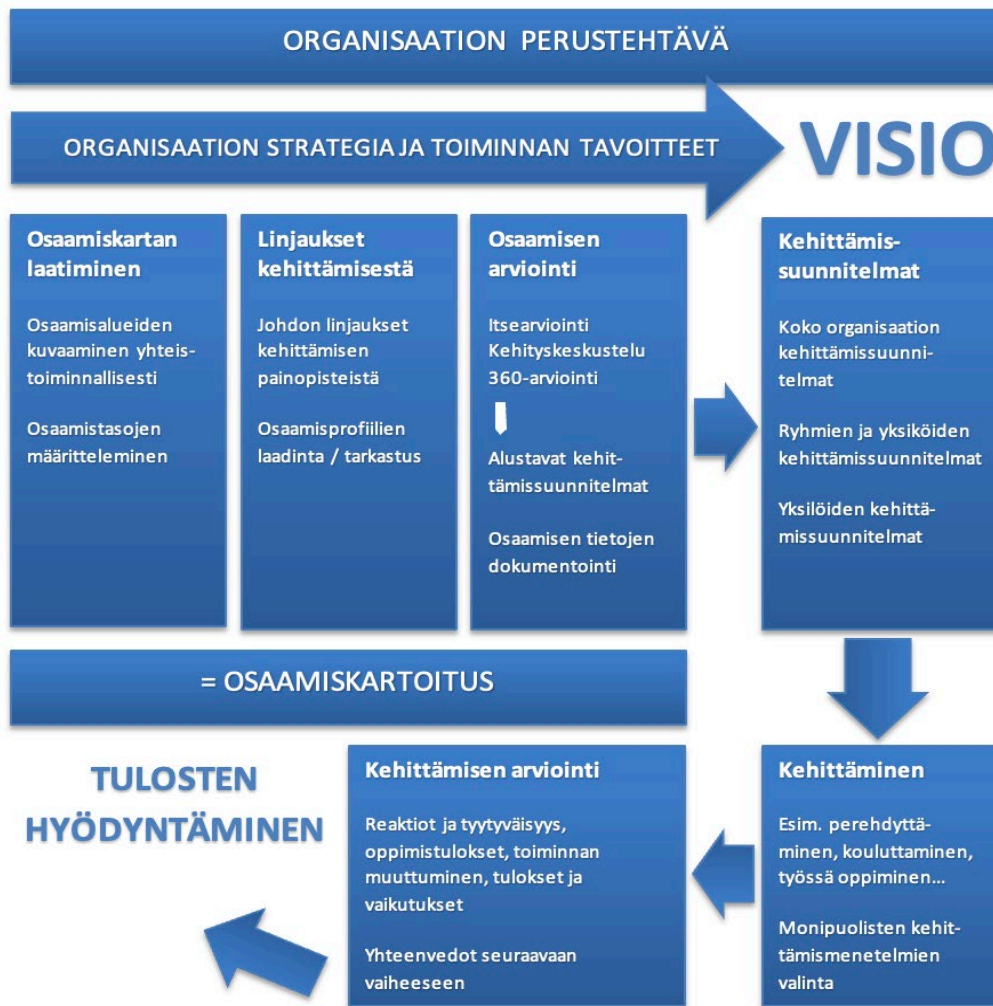 ORGANISAATION PERUSTEHTÄVÄ
ORGANISAATION STRATEGIA JA TOIMINNAN TAVOITTEET
VISIO
Osaamiskartan
laatiminen
Osaamisalueiden
kuvaaminen yhteis-
toiminnallisesti
Osaamistasojen
määritteleminen
Linjaukset
kehittämisestä
Johdon linjaukset
kehittämisen
painopisteistä
Osaamisprofiilien
laadinta / tarkastus
Osaamisen
arviointi
Itsearviointi
Kehityskeskustelu
360-arviointi
Alustavat kehit-
tämissuunnitelmat
Osaamisen tietojen
dokumentointi
Kehittämis-
suunnitelmat
Koko organisaation
kehittämissuunni-
telmat
Ryhmien ja yksiköiden
kehittämissuunnitelmat
Yksilöiden kehittä-
missuunnitelmat
= OSAAMISKARTOITUS
Kehittäminen
Esim. perehdyttä-
minen, kouluttaminen,
työssä oppiminen...
Monipuolisten kehit-
tämismenetelmien
valinta
Kehittämisen arviointi
Reaktiot ja tyytyväisyys,
oppimistulokset, toiminnan
muuttuminen, tulokset ja
vaikutukset
Yhteenvedot seuraavaan
vaiheeseen
TULOSTEN
HYÖDYNTÄMINEN